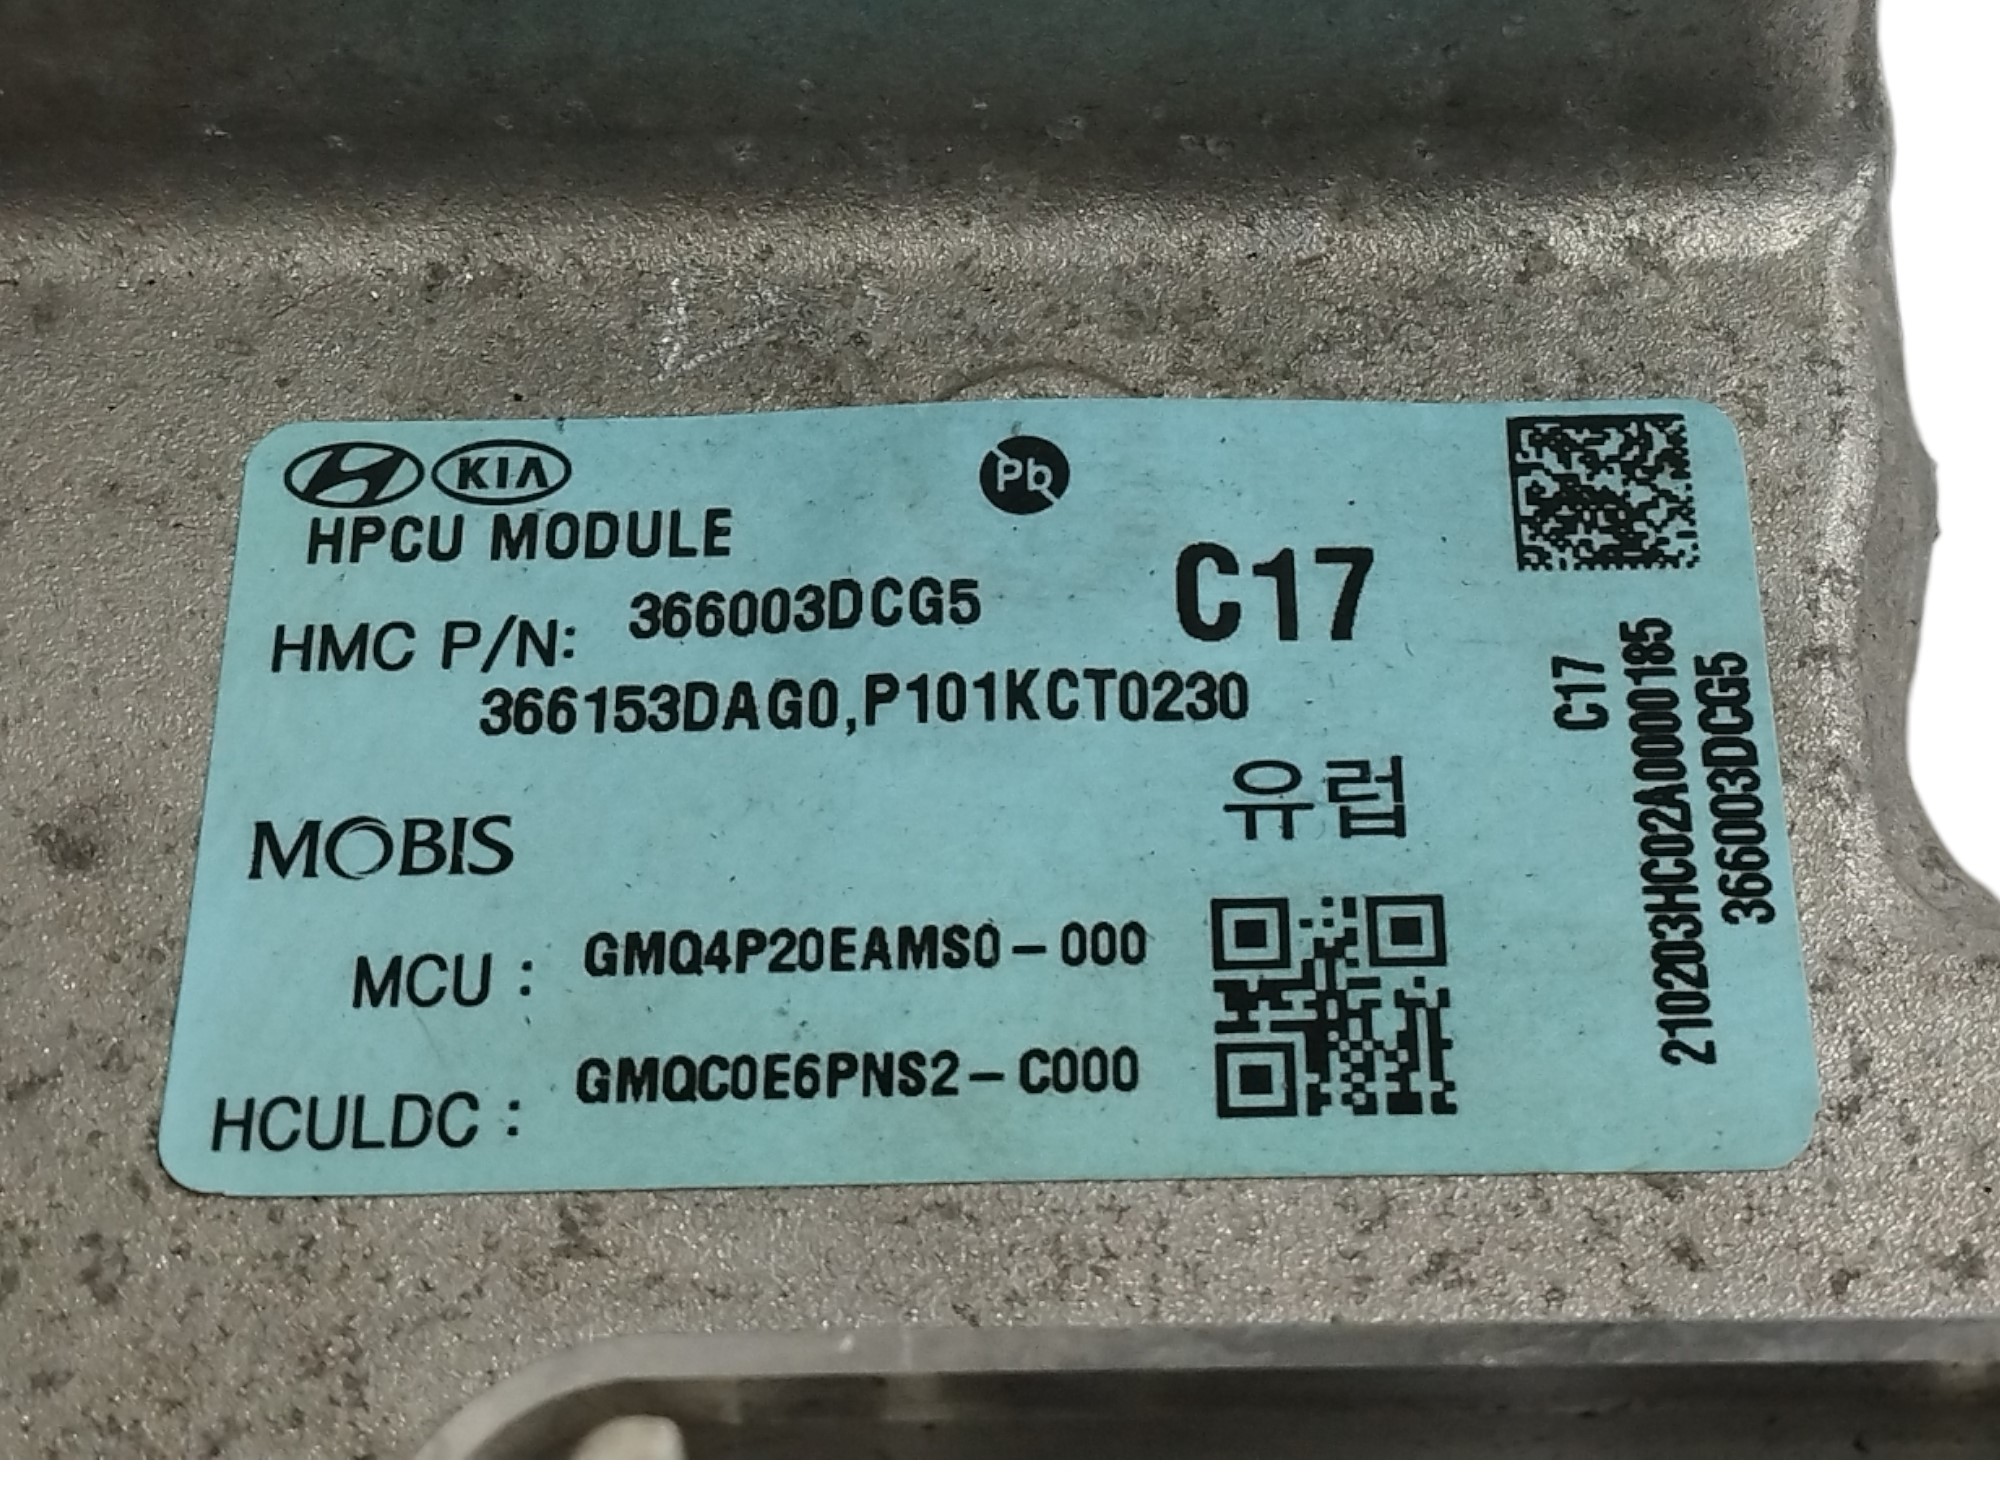 KIA
Pb
HPCU MODULE
HMC P/N: 366003DCG5
C17
366153DAG0,P101KCT0230
유럽
MOBIS
MCU : GMQ4P20EAMS0-000
HCULDC : GMQC0E6PNS2-C000
C17
210203HC02A0000185
366003DCG5